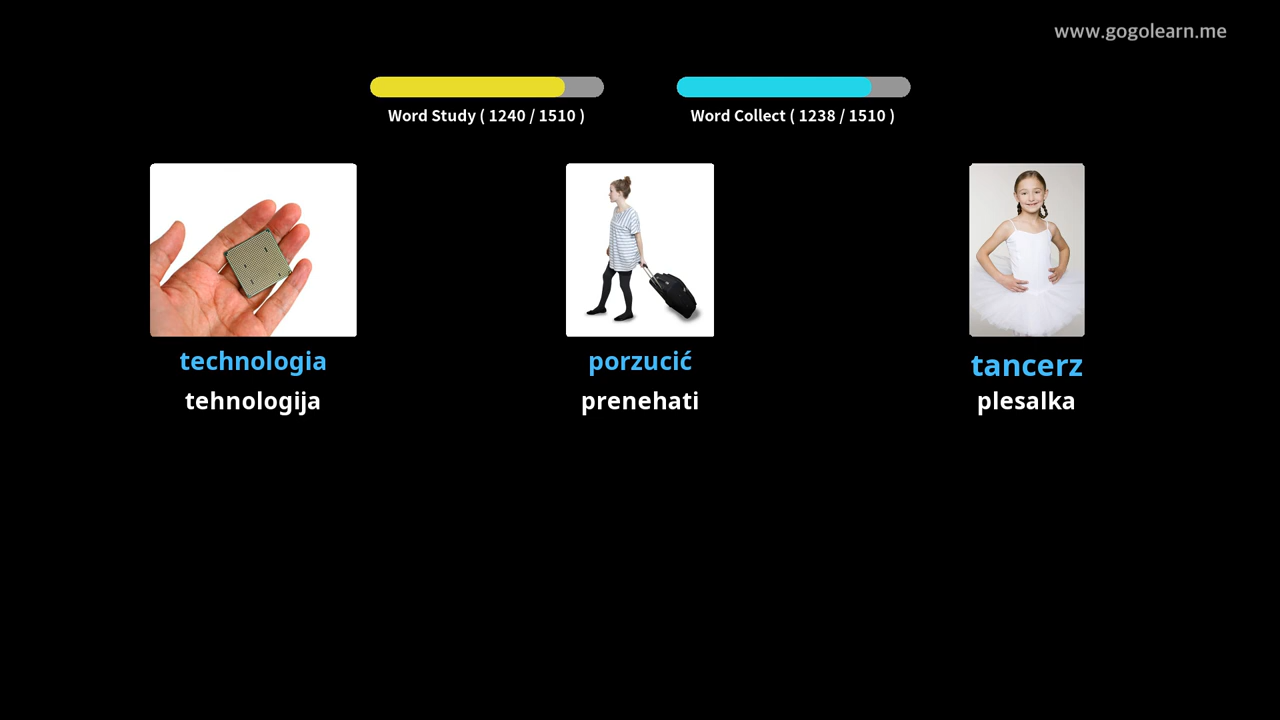 www.gogolearn.me
Word Study ( 1240 / 1510 )
Word Collect ( 1238 / 1510 )
technologia
tehnologija
porzucić
prenehati
tancerz
plesalka